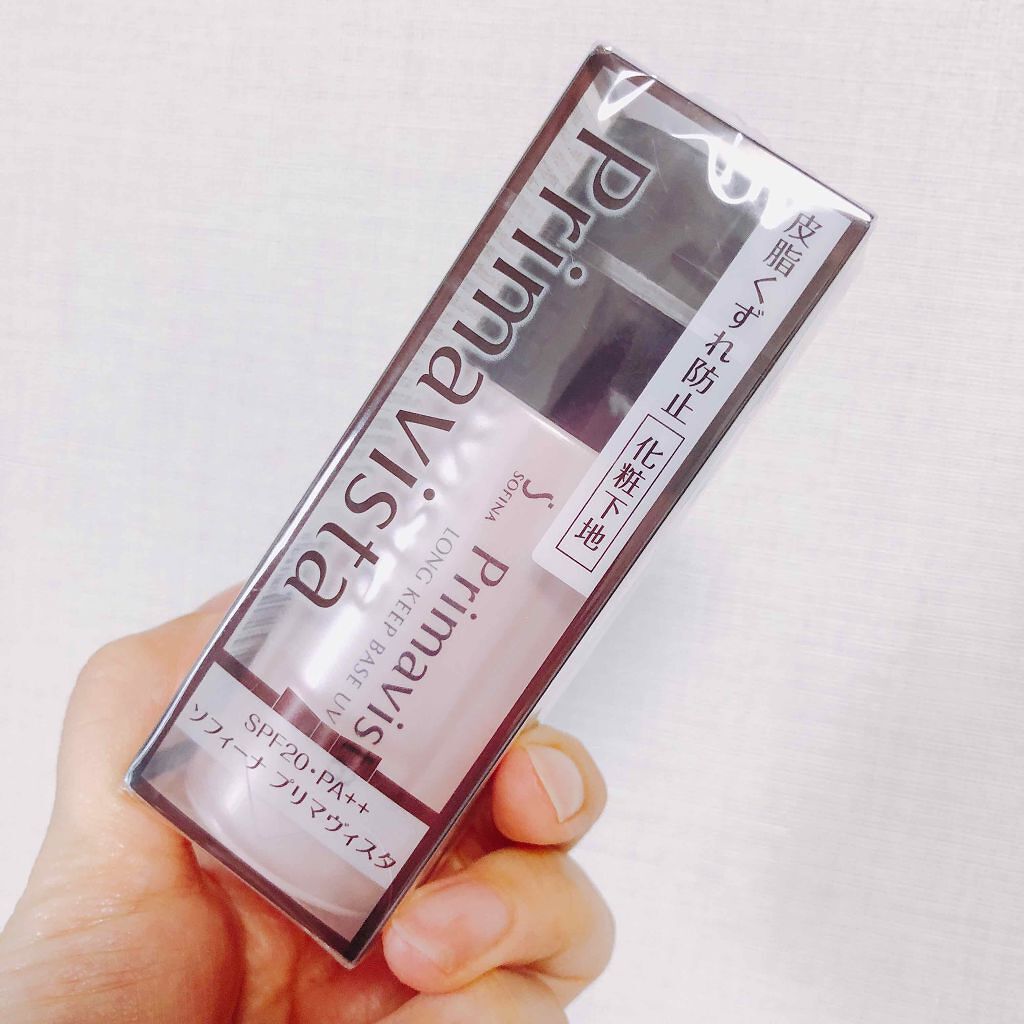 Primavista
皮脂くずれ防止
化粧下地
SOFINA
Primavis
LONG KEEP BASE UV
SPF20・PA++
ソフィーナ プリマヴィスタ